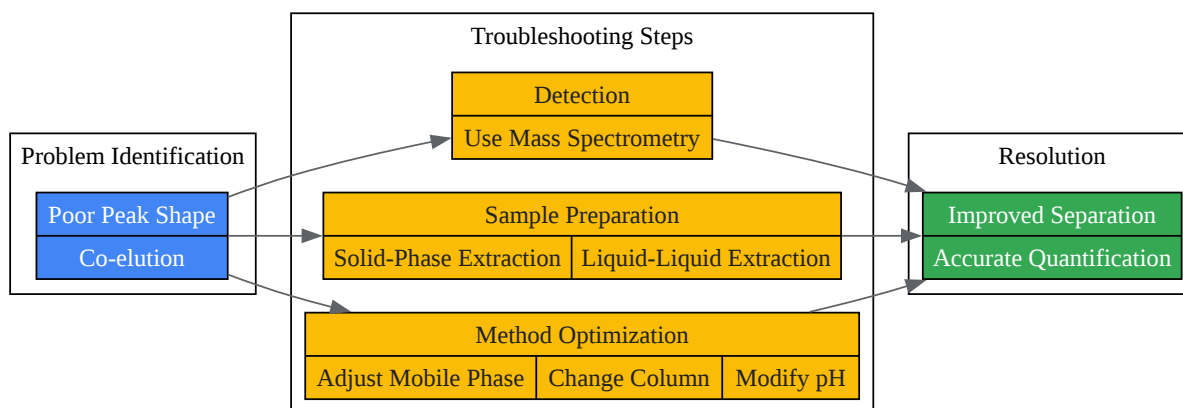 Troubleshooting Steps
Detection
Use Mass Spectrometry
Problem Identification
Resolution
Poor Peak Shape
Co-elution
Sample Preparation
Solid-Phase Extraction
Liquid-Liquid Extraction
Improved Separation
Accurate Quantification
Method Optimization
Adjust Mobile Phase
Change Column
Modify pH